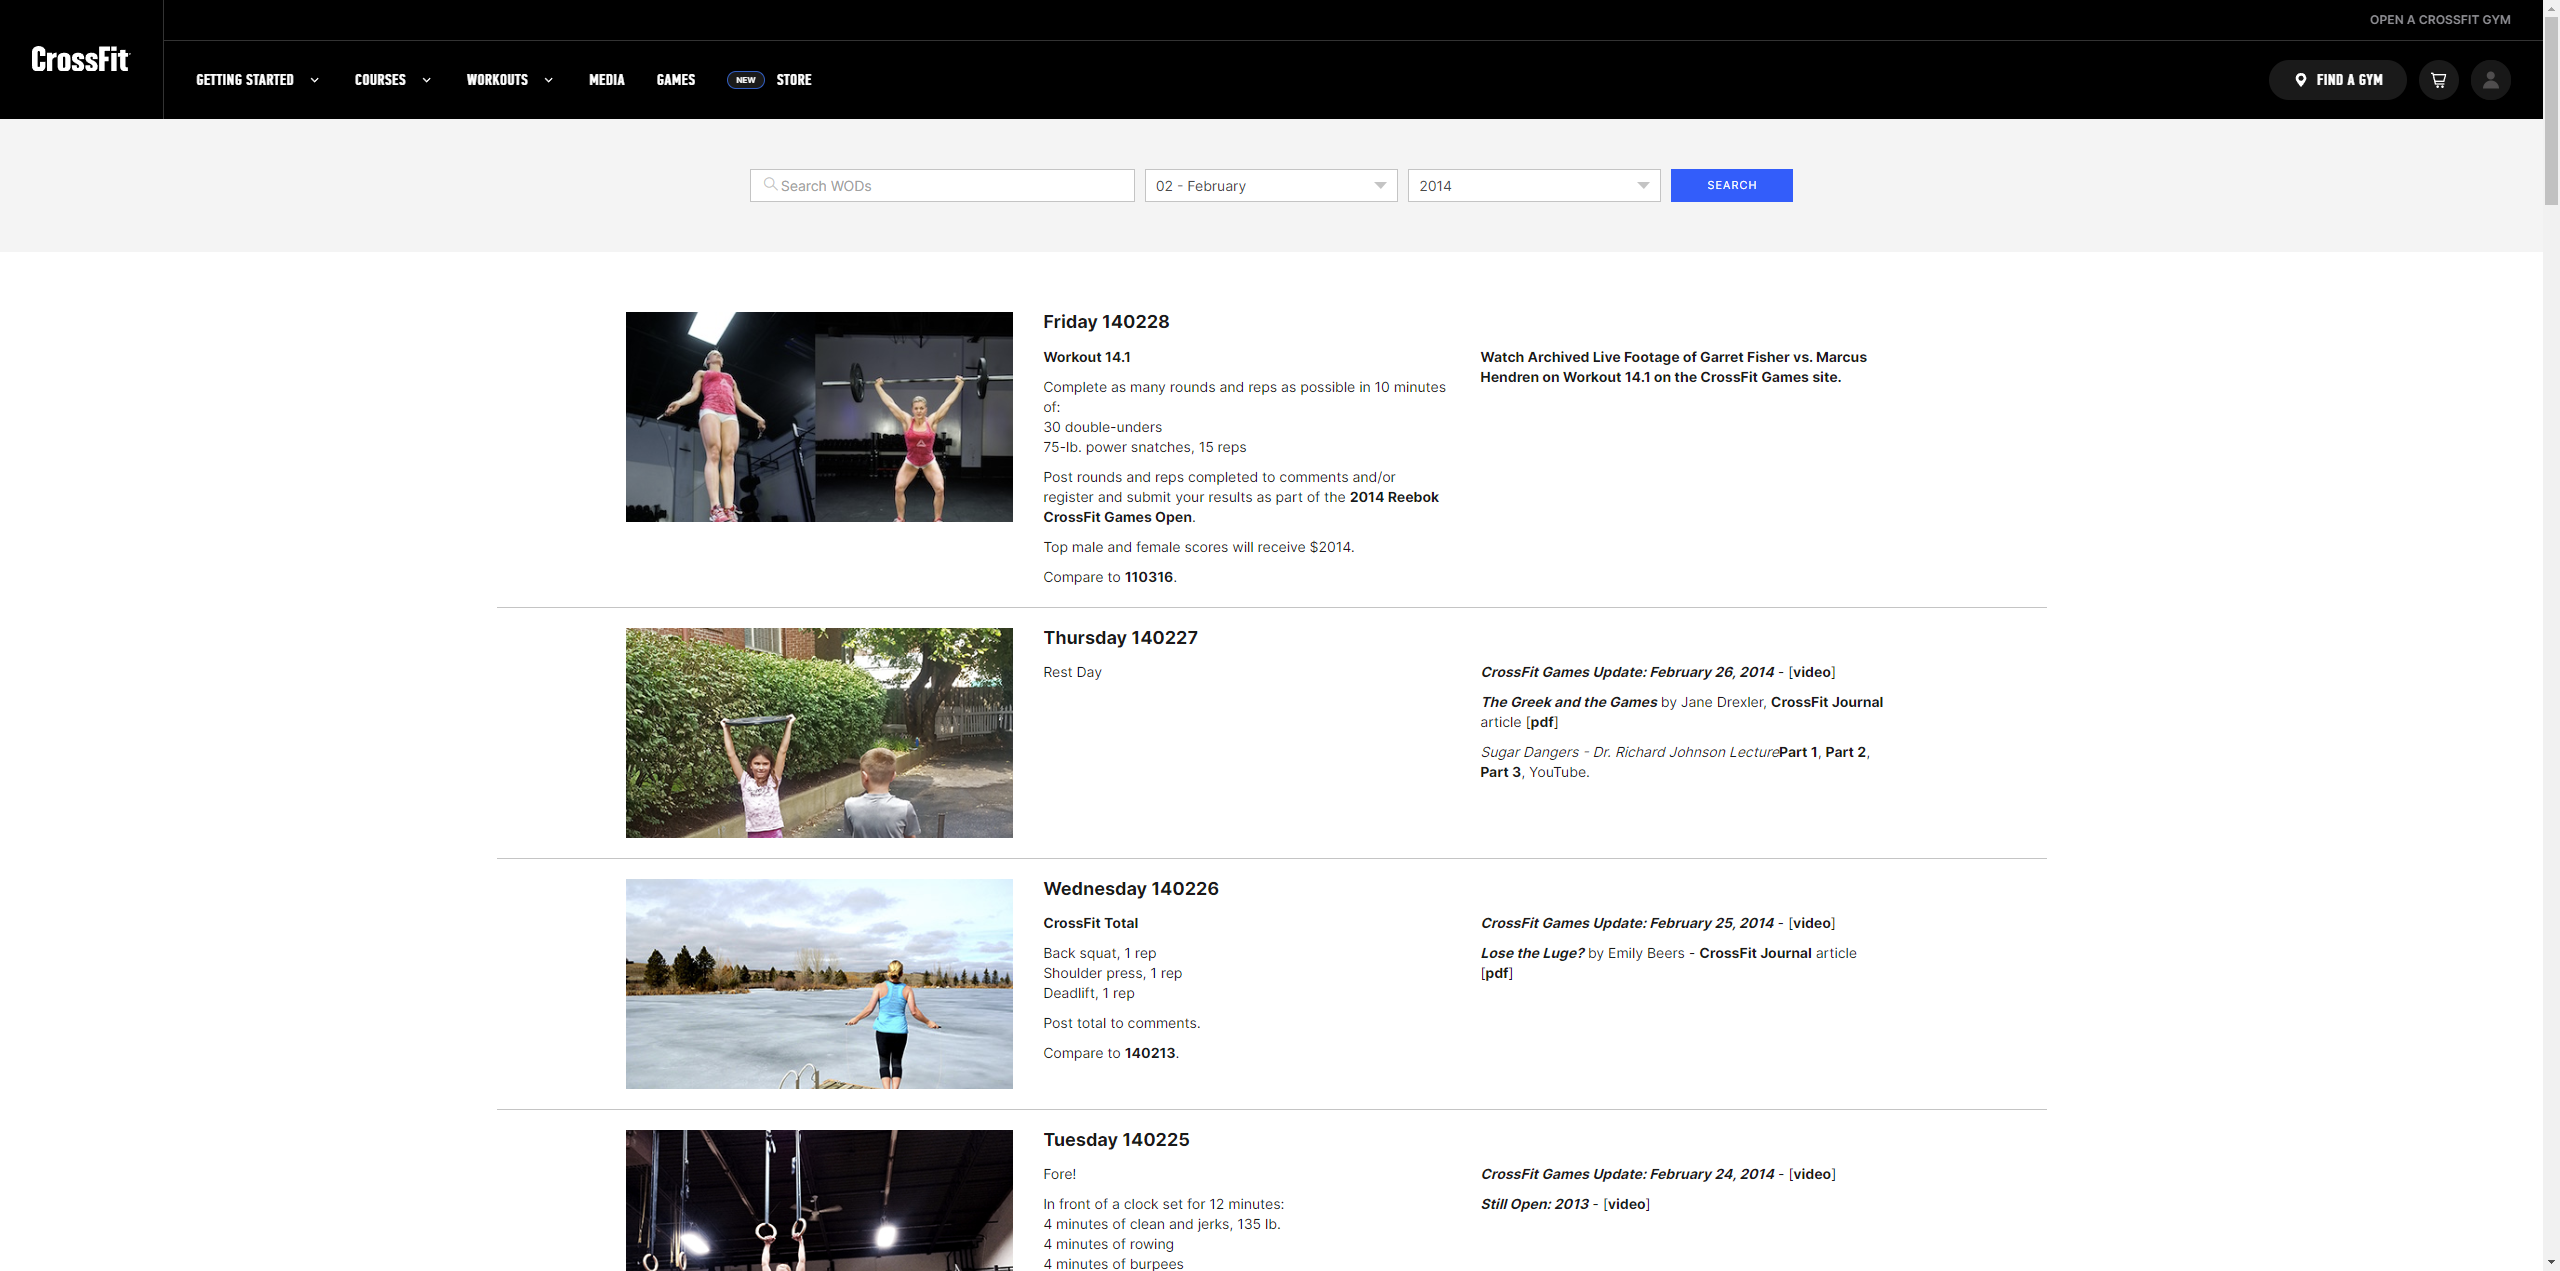 OPEN A CROSSFIT GYM
CrossFit
GETTING STARTED
COURSES
WORKOUTS
MEDIA
GAMES
NEW
STORE
FIND A GYM
Search WODs
02 - February
2014
SEARCH
Friday 140228
Workout 14.1
Complete as many rounds and reps as possible in 10 minutes
of:
30 double-unders
75-lb. power snatches, 15 reps
Post rounds and reps completed to comments and/or
register and submit your results as part of the 2014 Reebok
CrossFit Games Open.
Top male and female scores will receive $2014.
Compare to 110316.
Watch Archived Live Footage of Garret Fisher vs. Marcus
Hendren on Workout 14.1 on the CrossFit Games site.
Thursday 140227
Rest Day
CrossFit Games Update: February 26, 2014 - [video]
The Greek and the Games by Jane Drexler, CrossFit Journal
article [pdf]
Sugar Dangers - Dr. Richard Johnson LecturePart 1, Part 2,
Part 3, YouTube.
Wednesday 140226
CrossFit Total
Back squat, 1 rep
Shoulder press, 1 rep
Deadlift, 1 rep
Post total to comments.
Compare to 140213.
CrossFit Games Update: February 25, 2014 - [video]
Lose the Luge? by Emily Beers - CrossFit Journal article
[pdf]
Tuesday 140225
Fore!
In front of a clock set for 12 minutes:
4 minutes of clean and jerks, 135 lb.
4 minutes of rowing
4 minutes of burpees
CrossFit Games Update: February 24, 2014 - [video]
Still Open: 2013 - [video]